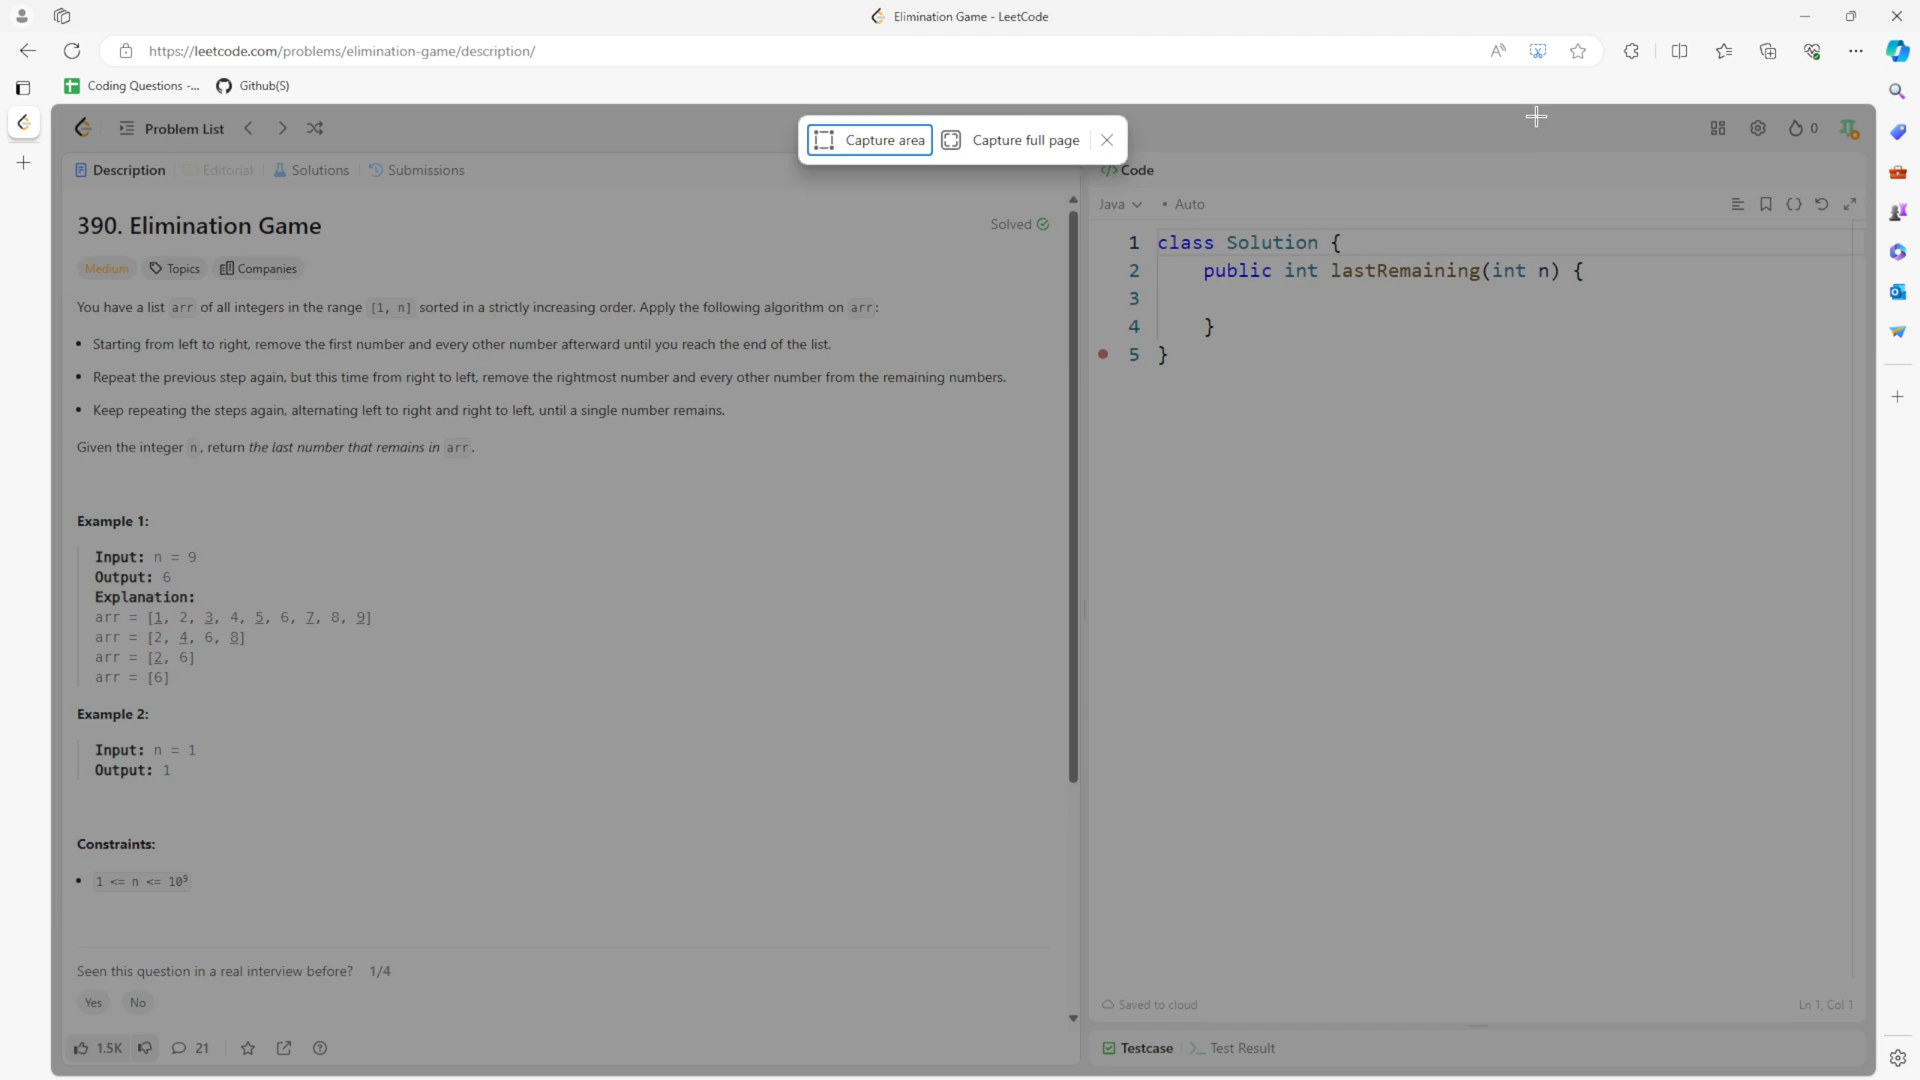 Elimination Game - LeetCode
https://leetcode.com/problems/elimination-game/description/
Coding Questions -...
Github(S)
Problem List
0
Capture area
Capture full page
Description
Editorial
Solutions
Submissions
390. Elimination Game
Solved
Medium
Topics
Companies
You have a list arr of all integers in the range [1, n] sorted in a strictly increasing order. Apply the following algorithm on arr:
• Starting from left to right, remove the first number and every other number afterward until you reach the end of the list.
• Repeat the previous step again, but this time from right to left, remove the rightmost number and every other number from the remaining numbers.
• Keep repeating the steps again, alternating left to right and right to left, until a single number remains.
Given the integer n, return the last number that remains in arr.
Example 1:
Input: n = 9
Output: 6
Explanation:
arr = [1, 2, 3, 4, 5, 6, 7, 8, 9]
arr = [2, 4, 6, 8]
arr = [2, 6]
arr = [6]
Example 2:
Input: n = 1
Output: 1
Constraints:
• 1 <= n <= 10⁹
Seen this question in a real interview before? 1/4
Yes
No
1.5K
21
</> Code
Java
• Auto
1 class Solution {
2 public int lastRemaining(int n) {
3
4 }
5 }
Saved to cloud
Ln 1, Col 1
Testcase
>_ Test Result